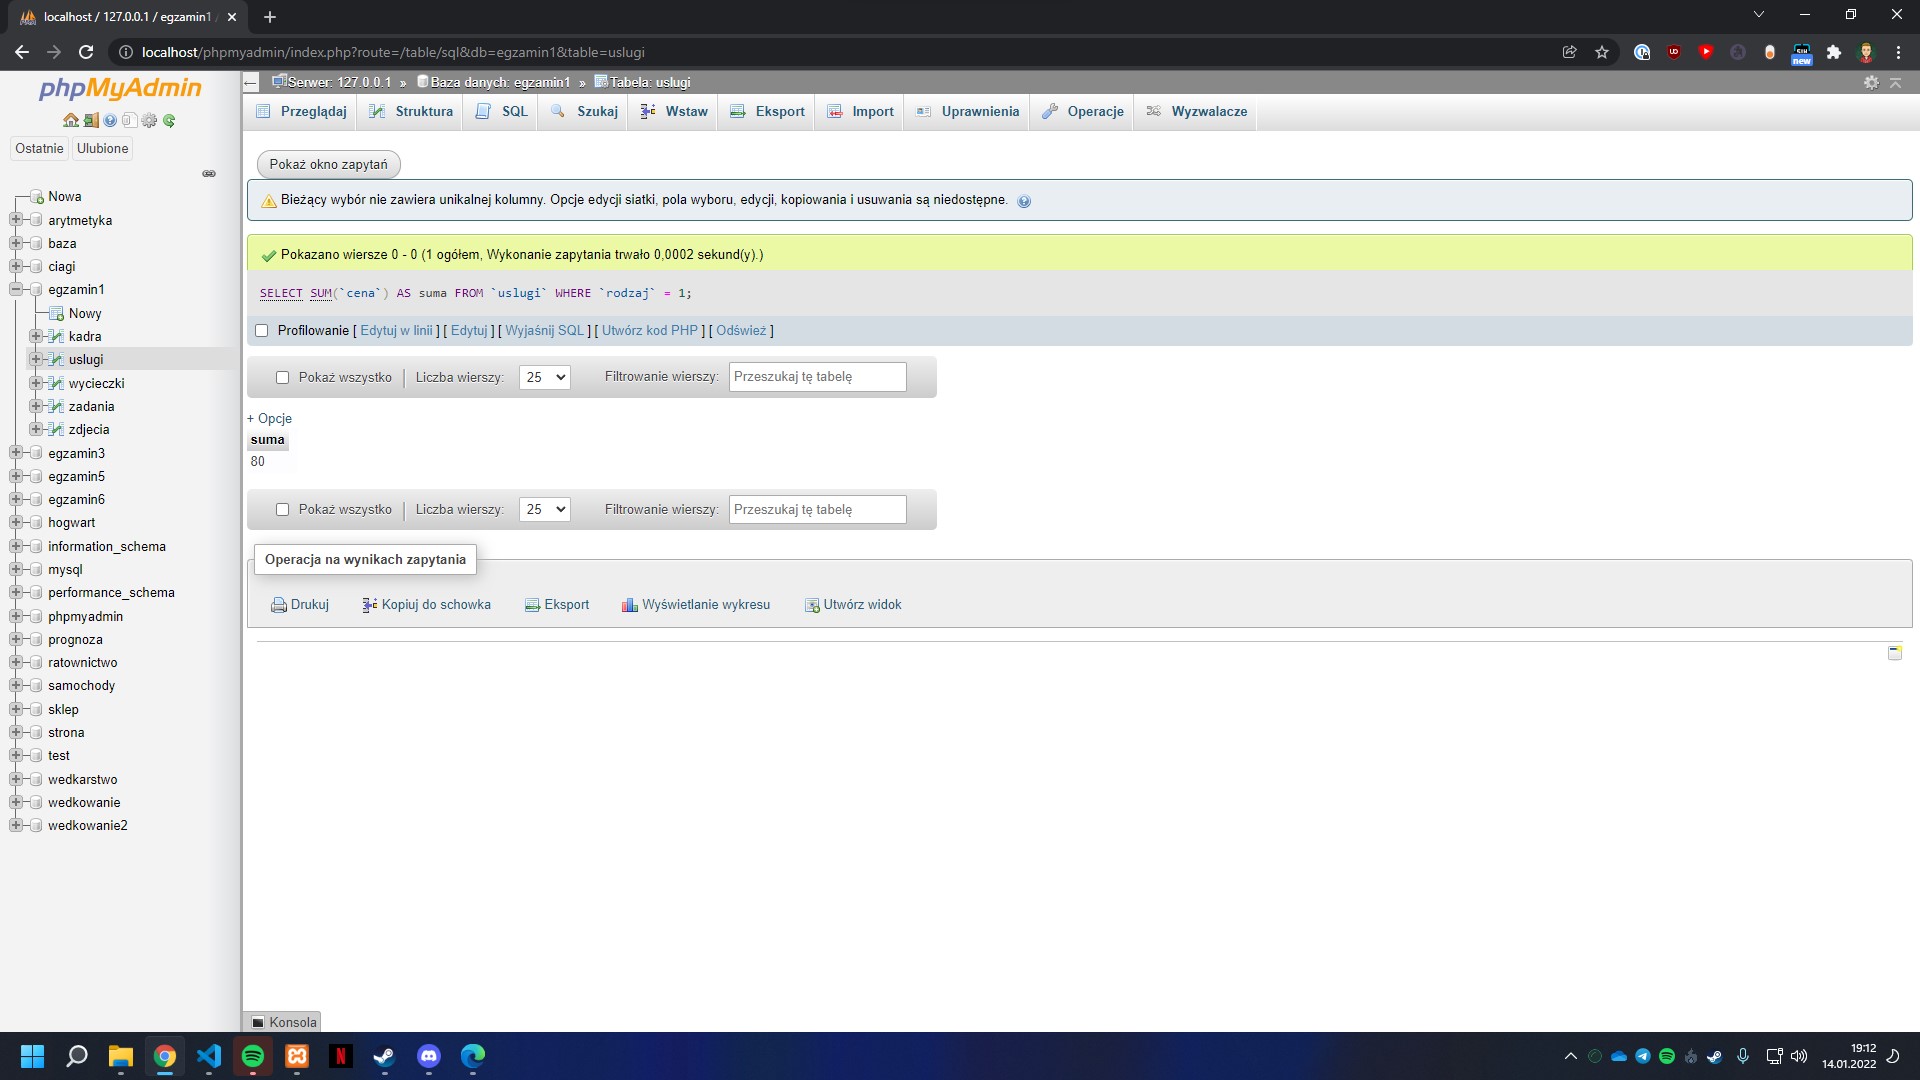 localhost / 127.0.0.1 / egzamin1
localhost/phpmyadmin/index.php?route=/table/sql&db=egzamin1&table=uslugi
new
phpMyAdmin
Ostatnie
Ulubione
Nowa
arytmetyka
baza
ciagi
egzamin1
Nowy
kadra
uslugi
wycieczki
zadania
zdjecia
egzamin3
egzamin5
egzamin6
hogwart
information_schema
mysql
performance_schema
phpmyadmin
prognoza
ratownictwo
samochody
sklep
strona
test
wedkarstwo
wedkowanie
wedkowanie2
Serwer: 127.0.0.1 » Baza danych: egzamin1 » Tabela: uslugi
Przeglądaj Struktura SQL Szukaj Wstaw Eksport Import Uprawnienia Operacje Wyzwalacze
Pokaż okno zapytań
Bieżący wybór nie zawiera unikalnej kolumny. Opcje edycji siatki, pola wyboru, edycji, kopiowania i usuwania są niedostępne.
Pokazano wiersze 0 - 0 (1 ogółem, Wykonanie zapytania trwało 0,0002 sekund(y).)
SELECT SUM(`cena`) AS suma FROM `uslugi` WHERE `rodzaj` = 1;
Profilowanie [ Edytuj w linii ] [ Edytuj ] [ Wyjaśnij SQL ] [ Utwórz kod PHP ] [ Odśwież ]
Pokaż wszystko | Liczba wierszy: 25 Filtrowanie wierszy: Przeszukaj tę tabelę
+ Opcje
suma
80
Pokaż wszystko | Liczba wierszy: 25 Filtrowanie wierszy: Przeszukaj tę tabelę
Operacja na wynikach zapytania
Drukuj Kopiuj do schowka Eksport Wyświetlanie wykresu Utwórz widok
Konsola
19:12
14.01.2022